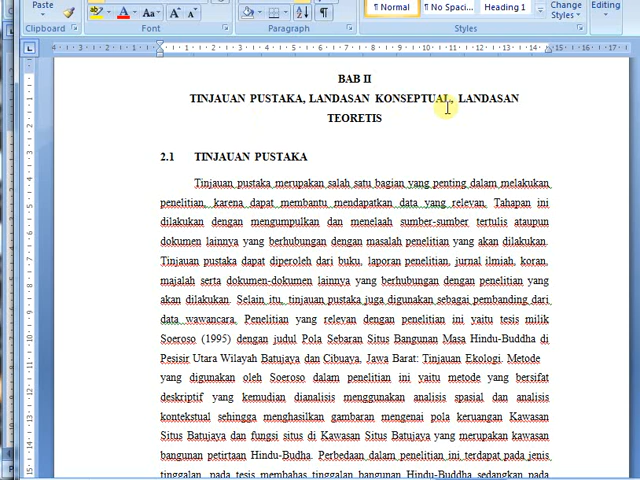 Paste
Normal
No Spaci...
Heading 1
Change
Styles
Editing
Clipboard
Font
Paragraph
Styles
BAB II
TINJAUAN PUSTAKA, LANDASAN KONSEPTUAL, LANDASAN
TEORETIS
2.1 TINJAUAN PUSTAKA
Tinjauan pustaka merupakan salah satu bagian yang penting dalam melakukan
penelitian, karena dapat membantu mendapatkan data yang relevan. Tahapan ini
dilakukan dengan mengumpulkan dan menelaah sumber-sumber tertulis ataupun
dokumen lainnya yang berhubungan dengan masalah penelitian yang akan dilakukan.
Tinjauan pustaka dapat diperoleh dari buku, laporan penelitian, jurnal ilmiah, koran,
majalah serta dokumen-dokumen lainnya yang berhubungan dengan penelitian yang
akan dilakukan. Selain itu, tinjauan pustaka juga digunakan sebagai pembanding dari
data wawancara. Penelitian yang relevan dengan penelitian ini yaitu tesis milik
Soeroso (1995) dengan judul Pola Sebaran Situs Bangunan Masa Hindu-Buddha di
Pesisir Utara Wilayah Batujaya dan Cibuaya, Jawa Barat: Tinjauan Ekologi. Metode
yang digunakan oleh Soeroso dalam penelitian ini yaitu metode yang bersifat
deskriptif yang kemudian dianalisis menggunakan analisis spasial dan analisis
kontekstual sehingga menghasilkan gambaran mengenai pola keruangan Kawasan
Situs Batujaya dan fungsi situs di Kawasan Situs Batujaya yang merupakan kawasan
bangunan petirtaan Hindu-Budha. Perbedaan dalam penelitian ini terdapat pada jenis
tinggalan, pada tesis membahas tinggalan bangunan Hindu-Buddha sedangkan pada